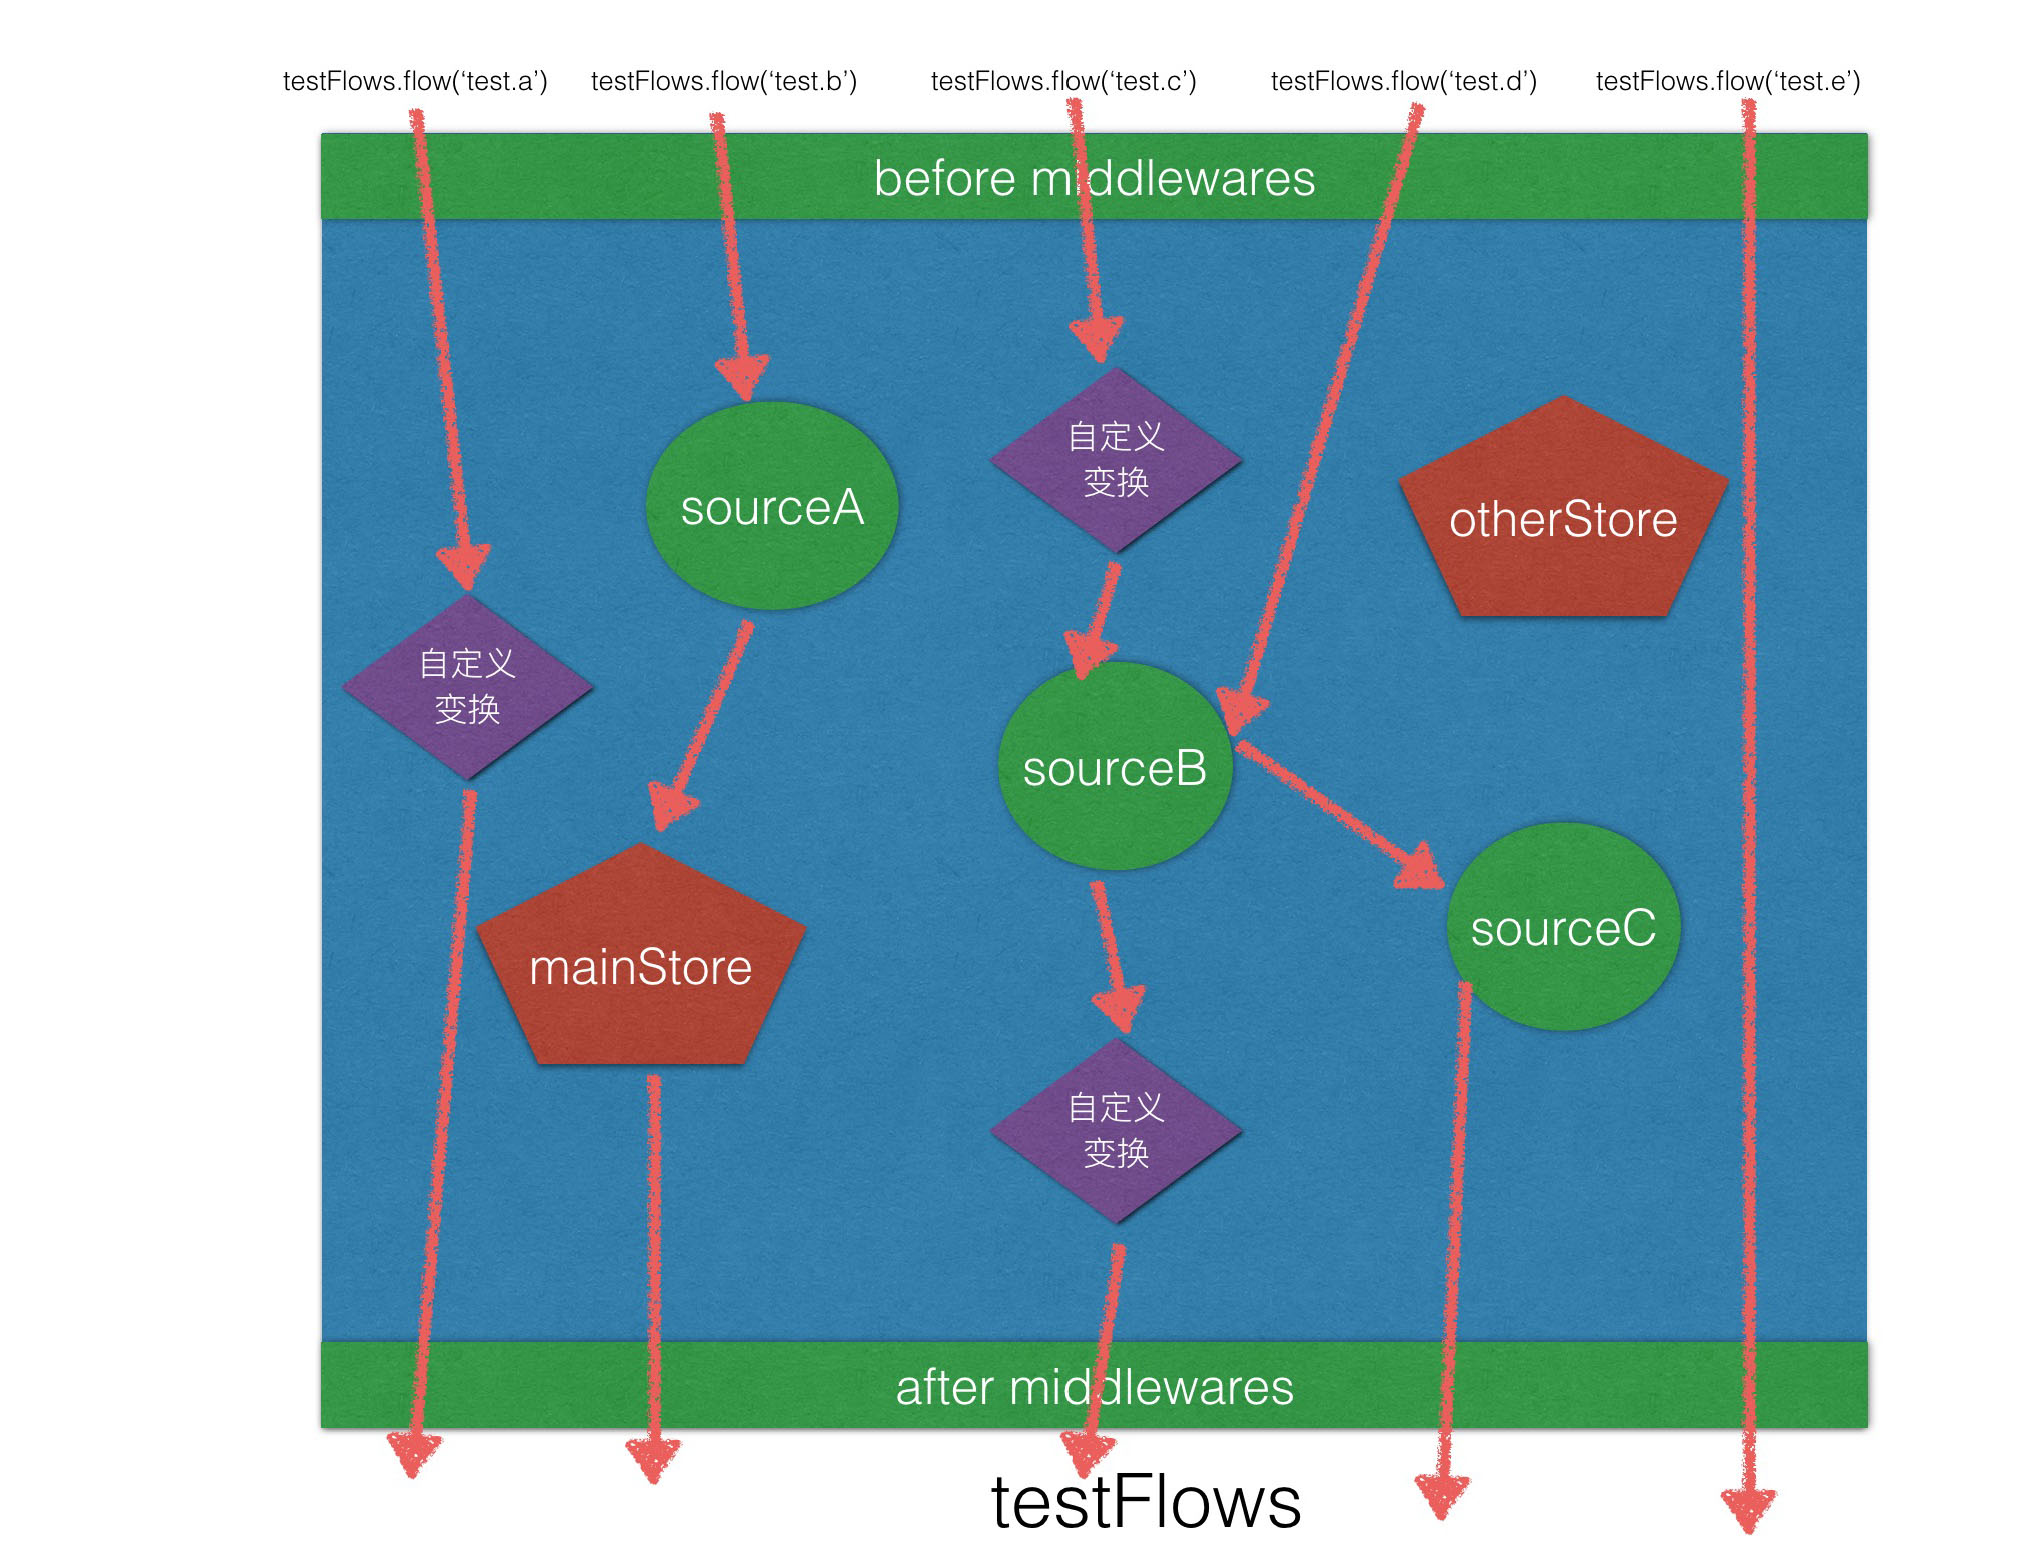 testFlows.flow(‘test.a’)
testFlows.flow(‘test.b’)
testFlows.flow(‘test.c’)
testFlows.flow(‘test.d’)
testFlows.flow(‘test.e’)
before middlewares
自定义
变换
sourceA
otherStore
自定义
变换
sourceB
sourceC
mainStore
自定义
变换
after middlewares
testFlows